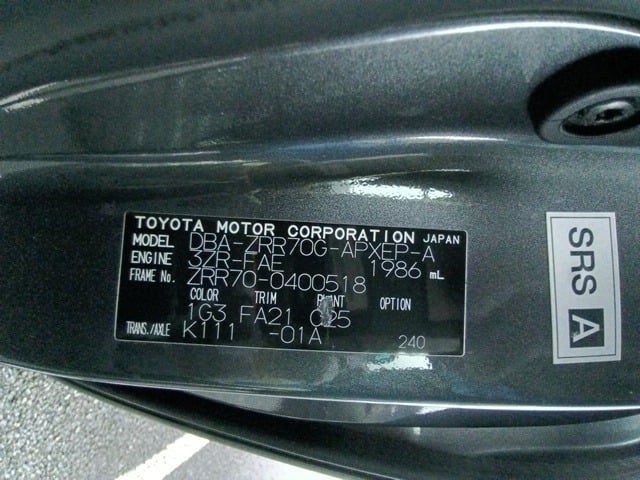 TOYOTA MOTOR CORPORATION JAPAN
MODEL DBA-ZRR70G-APXEP-A
ENGINE 3ZR-FAE 1986 mL
FRAME No. ZRR70-0400518
COLOR TRIM PLANT OPTION
1G3 FA21 C25
TRANS./AXLE K111 -01A 240
SRS A